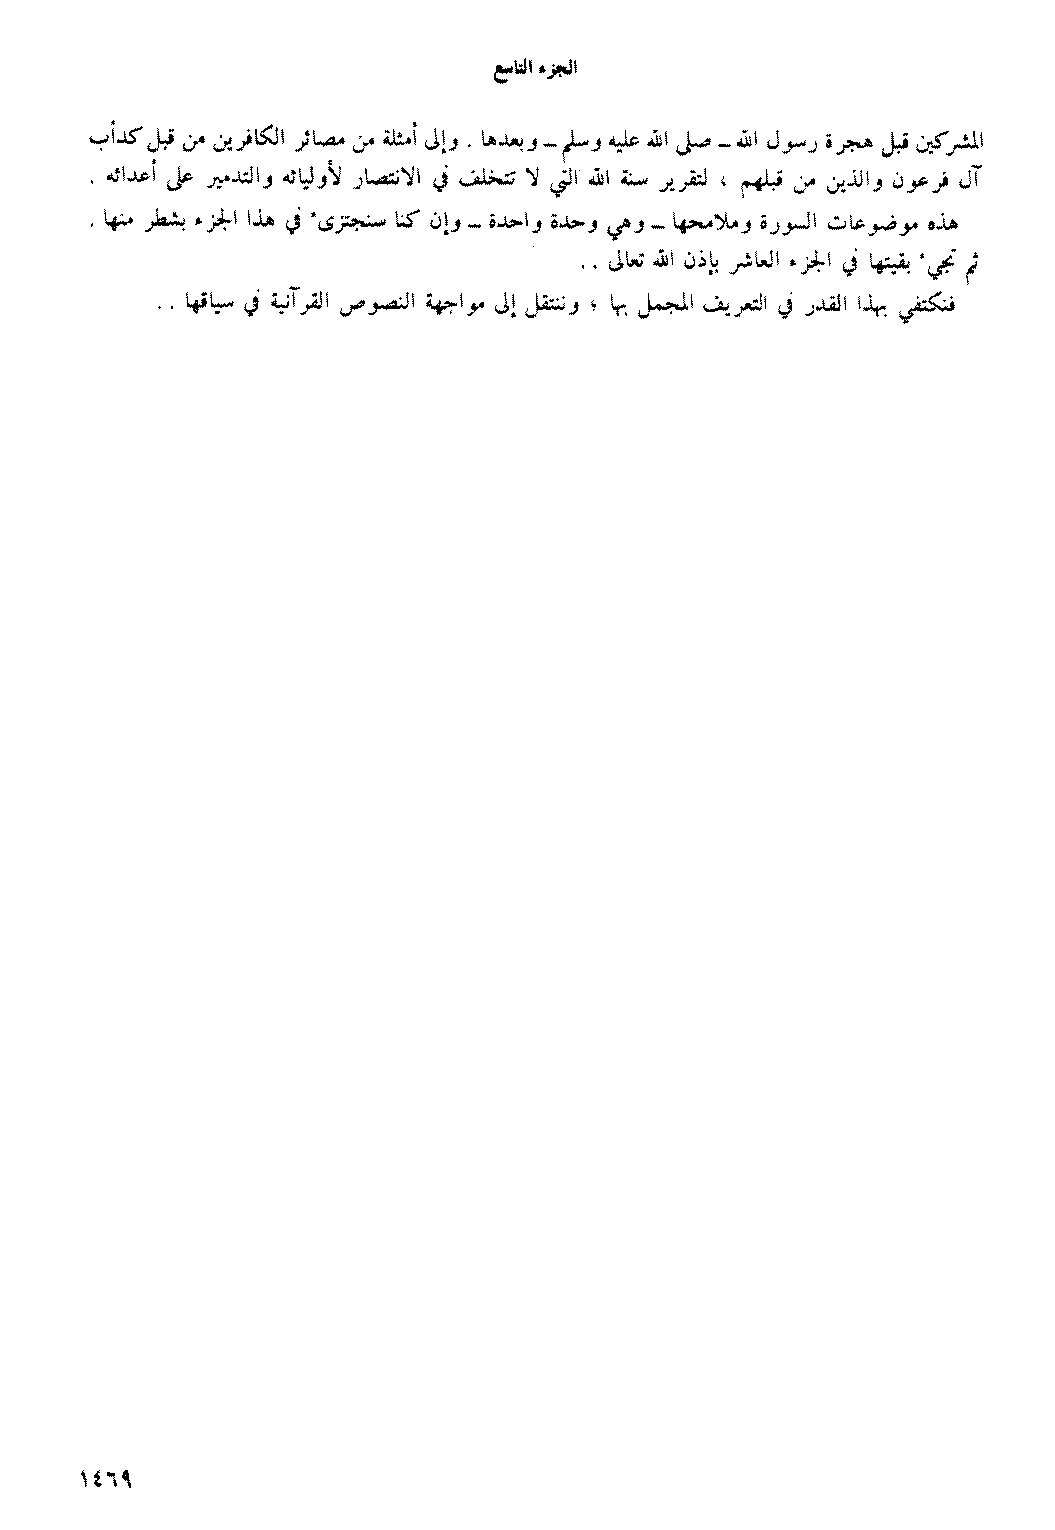 الجزء التاسع
المشركين قبل هجرة رسول الله ــ صلى الله عليه وسلم ــ وبعدها . وإلى أمثلة من مصائر الكافرين من قبل كدأب
آل فرعون والذين من قبلهم ، لتقرير سنة الله التي لا تتخلف في الانتصار لأوليائه والتدمير على أعدائه .
هذه موضوعات السورة وملامحها ــ وهي وحدة واحدة ــ وإن كنا سنجتزىء في هذا الجزء بشطر منها .
ثم تجيء بقيتها في الجزء العاشر بإذن الله تعالى . .
فنكتفي بهذا القدر في التعريف المجمل بها ؛ وننتقل إلى مواجهة النصوص القرآنية في سياقها . .
١٤٦٩